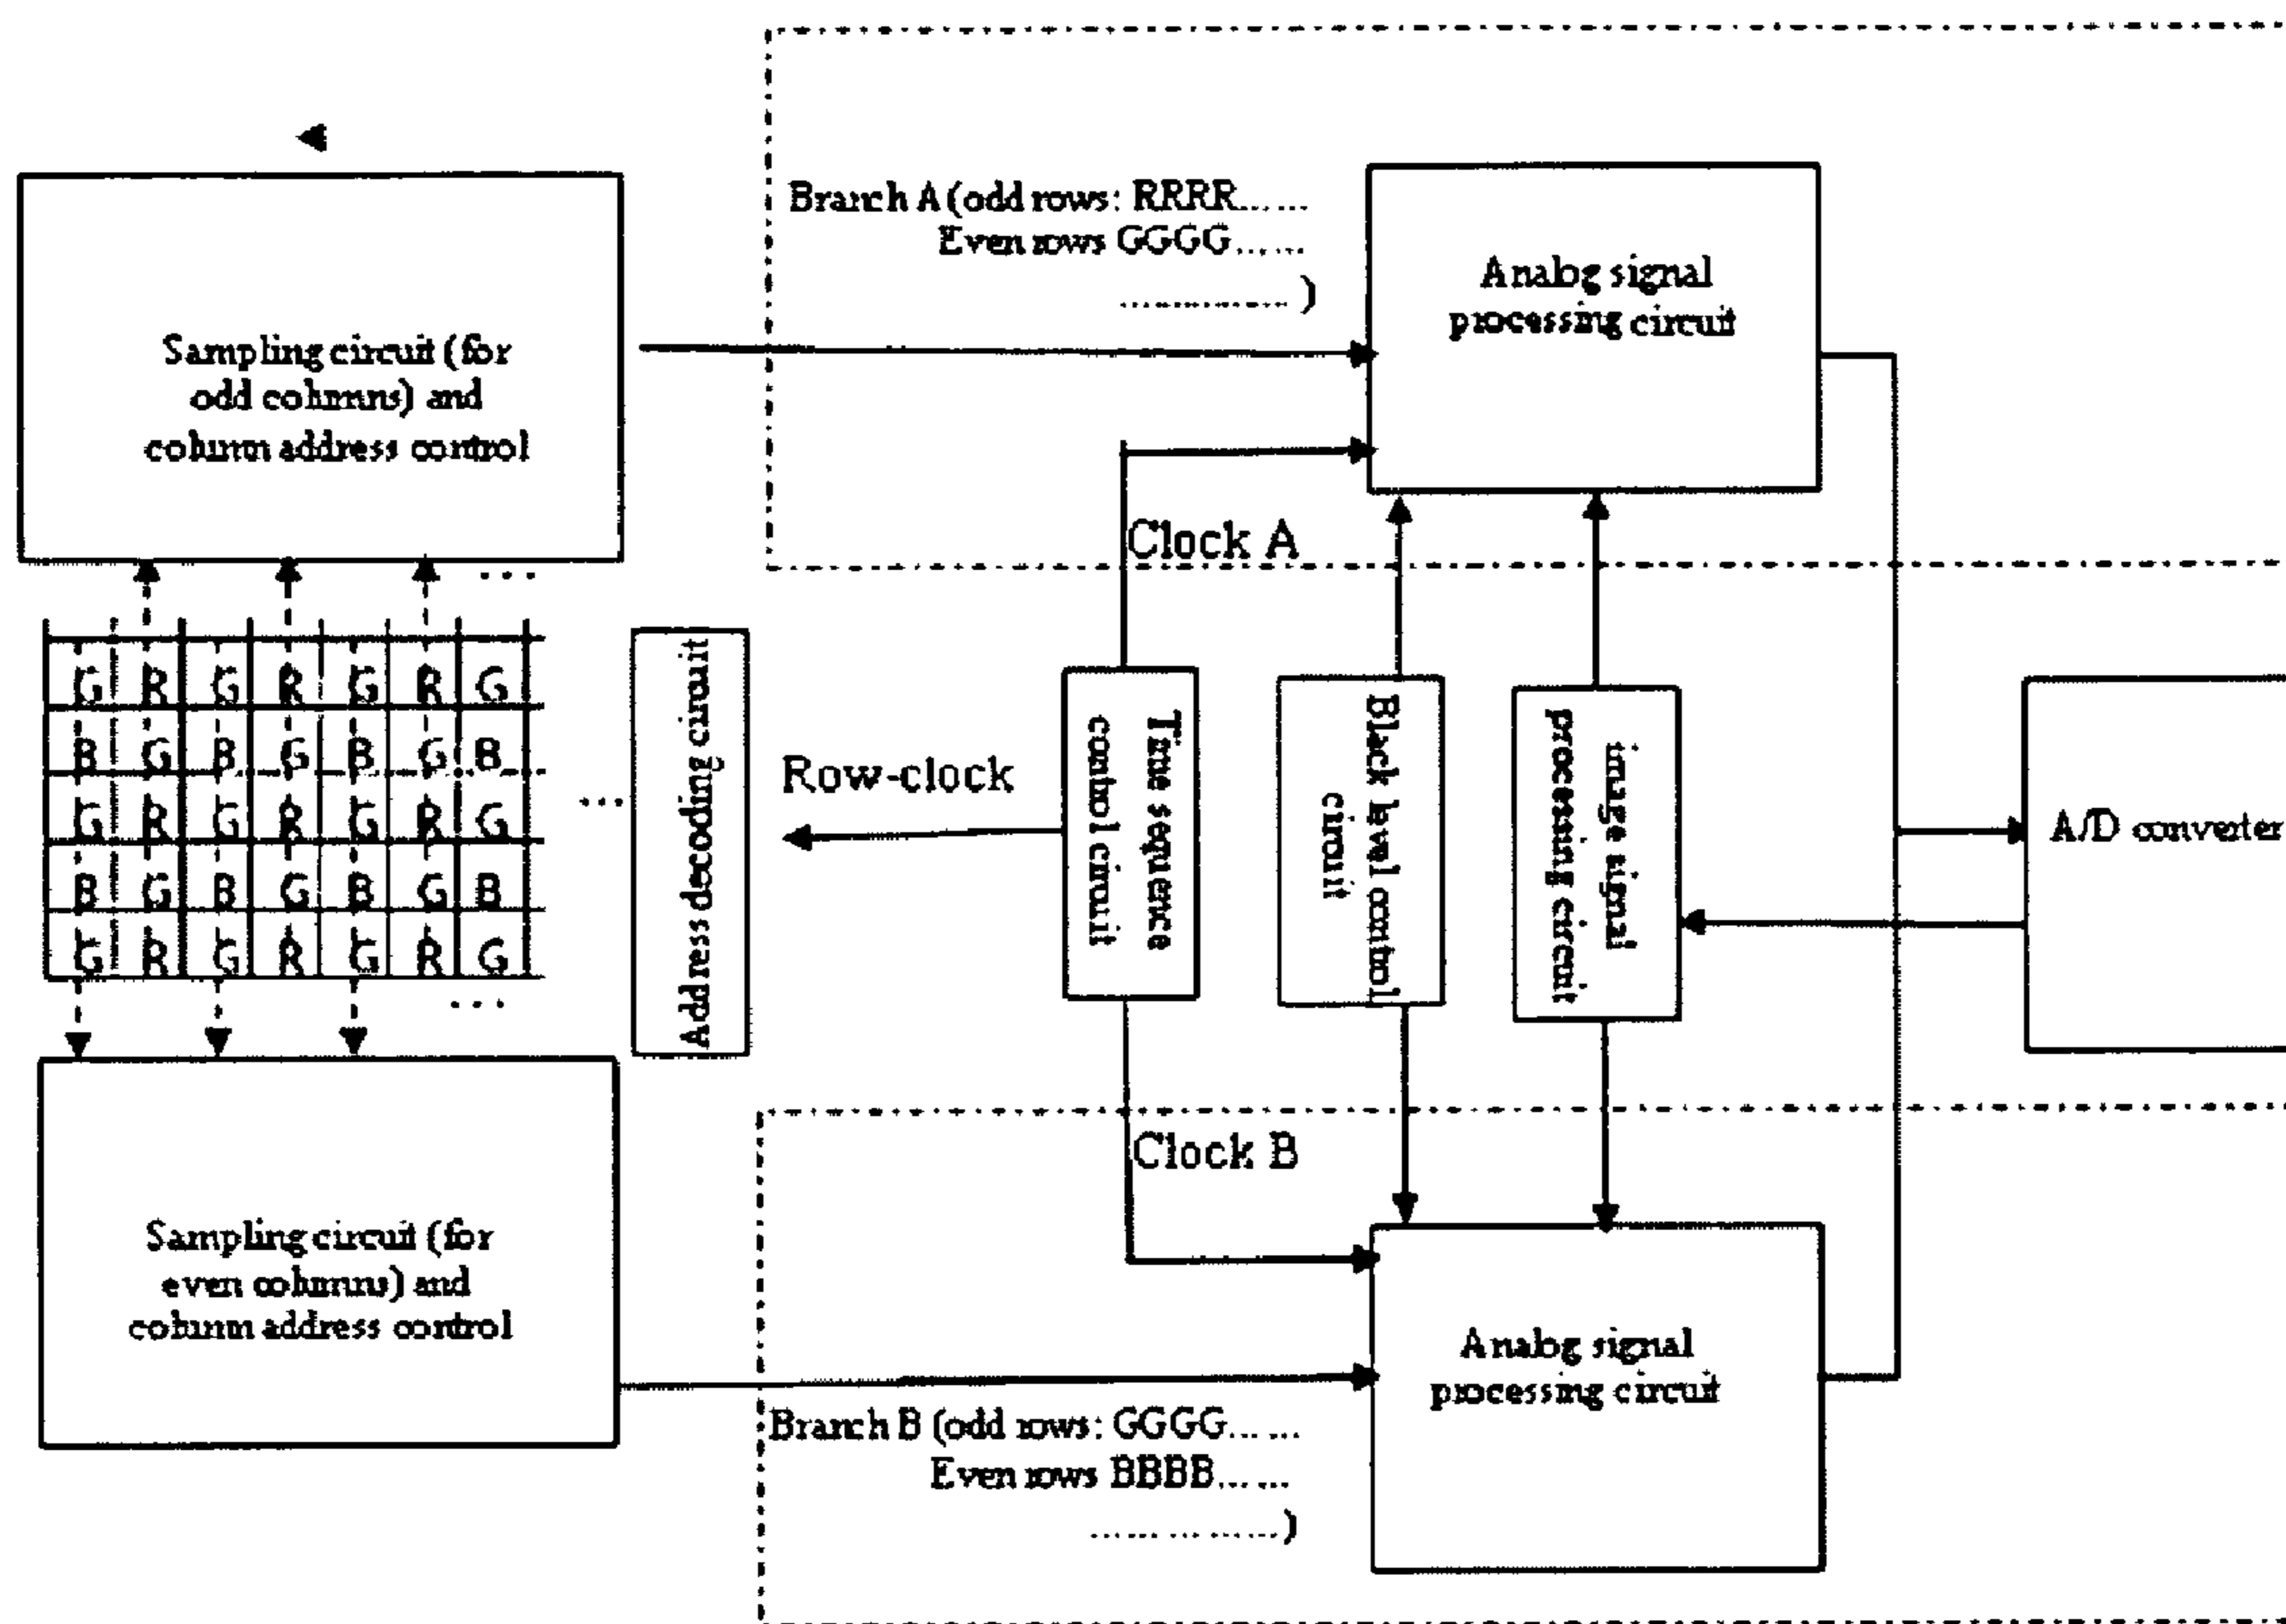 Branch A (odd rows: RRRR......
Even rows GGGG......
.................)
Analog signal
processing circuit
Sampling circuit (for
odd columns) and
column address control
Clock A
...
G R G R G R G
B G B G B G B
G R G R G R G
B G B G B G B
G R G R G R G
...
...
Address decoding circuit
Row-clock
Time sequence
control circuit
Black level control
circuit
image signal
processing circuit
A/D converter
Clock B
Sampling circuit (for
even columns) and
column address control
Analog signal
processing circuit
Branch B (odd rows: GGGG......
Even rows BBBB......
.................)